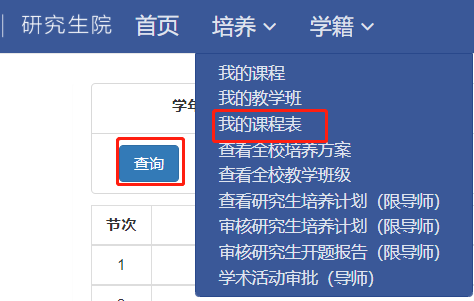 研究生院 首页 培养 学籍
我的课程
我的教学班
学年
我的课程表
查看全校培养方案
查询
查看全校教学班级
查看研究生培养计划（限导师）
节次
审核研究生培养计划（限导师）
审核研究生开题报告（限导师）
1
学术活动审批（导师）